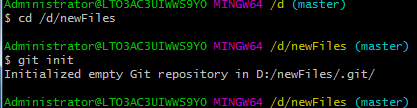 Administrator@LTO3AC3UIWWS9YO MINGW64 /d (master)
$ cd /d/newFiles
Administrator@LTO3AC3UIWWS9YO MINGW64 /d/newFiles (master)
$ git init
Initialized empty Git repository in D:/newFiles/.git/
Administrator@LTO3AC3UIWWS9YO MINGW64 /d/newFiles (master)